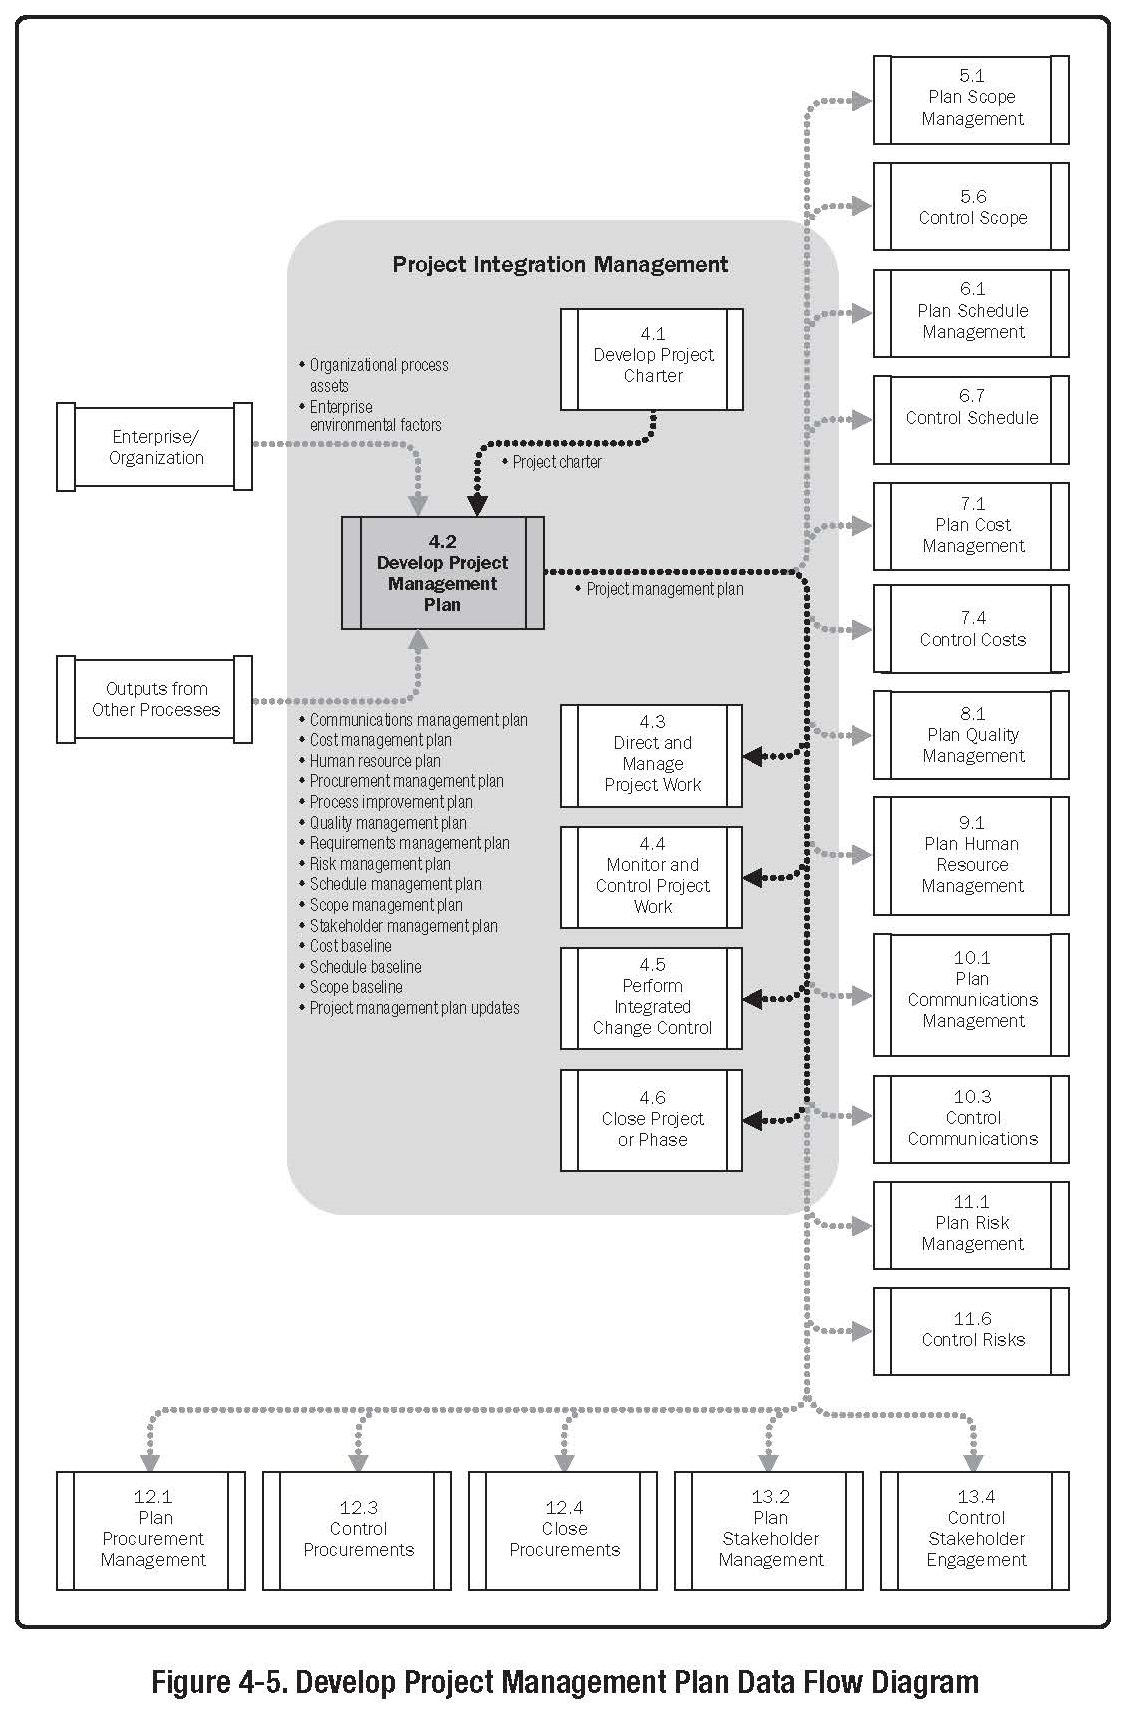 5.1
Plan Scope
Management
5.6
Control Scope
Project Integration Management
6.1
Plan Schedule
Management
4.1
Develop Project
Charter
• Organizational process
assets
• Enterprise
environmental factors
6.7
Control Schedule
Enterprise/
Organization
• Project charter
7.1
Plan Cost
Management
4.2
Develop Project
Management
Plan
• Project management plan
7.4
Control Costs
Outputs from
Other Processes
• Communications management plan
• Cost management plan
• Human resource plan
• Procurement management plan
• Process improvement plan
• Quality management plan
• Requirements management plan
• Risk management plan
• Schedule management plan
• Scope management plan
• Stakeholder management plan
• Cost baseline
• Schedule baseline
• Scope baseline
• Project management plan updates
4.3
Direct and
Manage
Project Work
8.1
Plan Quality
Management
4.4
Monitor and
Control Project
Work
9.1
Plan Human
Resource
Management
4.5
Perform
Integrated
Change Control
10.1
Plan
Communications
Management
4.6
Close Project
or Phase
10.3
Control
Communications
11.1
Plan Risk
Management
11.6
Control Risks
12.1
Plan
Procurement
Management
12.3
Control
Procurements
12.4
Close
Procurements
13.2
Plan
Stakeholder
Management
13.4
Control
Stakeholder
Engagement
Figure 4-5. Develop Project Management Plan Data Flow Diagram